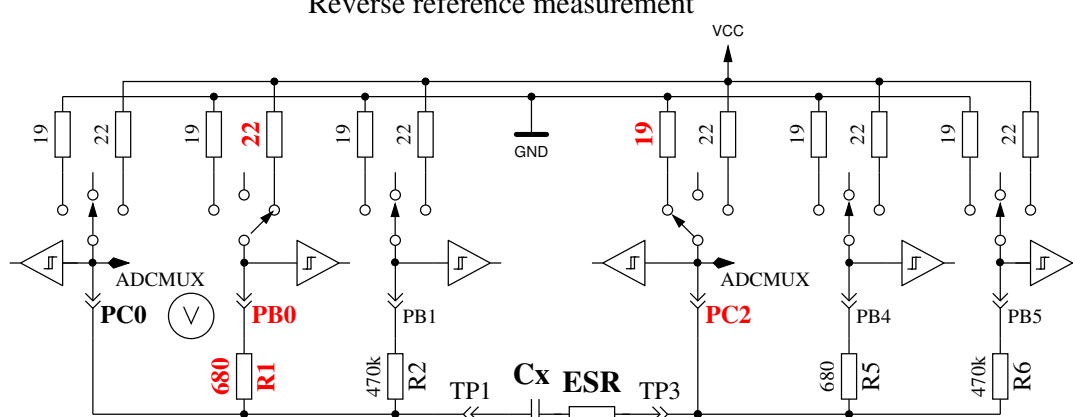 Reverse reference measurement
VCC
19 22 19 22 19 22 19 22 19 22 19 22
GND
ADCMUX ADCMUX
PC0 V PB0 PB1 PC2 PB4 PB5
680 R1 470k R2 680 R5 470k R6
TP1 Cx ESR TP3